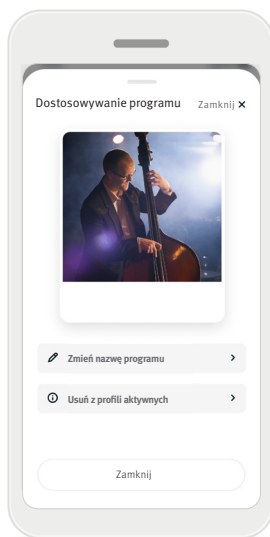 Dostosowywanie programu Zamknij ×
Zmień nazwę programu
Usuń z profili aktywnych
Zamknij